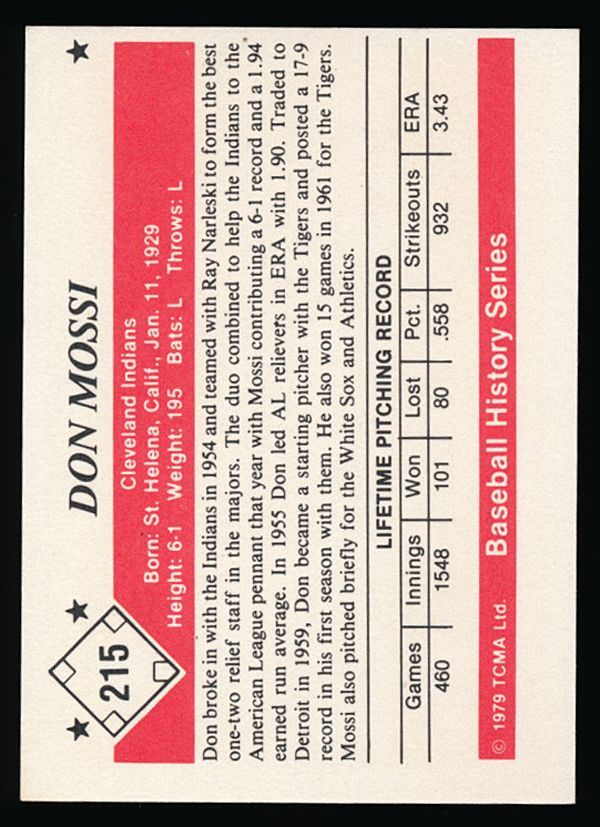 DON MOSSI
215
Cleveland Indians
Born: St. Helena, Calif., Jan. 11, 1929
Height: 6-1 Weight: 195 Bats: L Throws: L
Don broke in with the Indians in 1954 and teamed with Ray Narleski to form the best
one-two relief staff in the majors. The duo combined to help the Indians to the
American League pennant that year with Mossi contributing a 6-1 record and a 1.94
earned run average. In 1955 Don led AL relievers in ERA with 1.90. Traded to
Detroit in 1959, Don became a starting pitcher with the Tigers and posted a 17-9
record in his first season with them. He also won 15 games in 1961 for the Tigers.
Mossi also pitched briefly for the White Sox and Athletics.
LIFETIME PITCHING RECORD
Games Innings Won Lost Pct. Strikeouts ERA
460 1548 101 80 .558 932 3.43
© 1979 TCMA Ltd. Baseball History Series